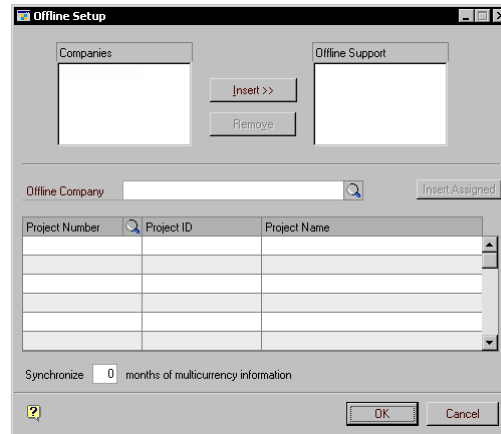 Offline Setup
Companies
Offline Support
Insert >>
Remove
Offline Company
Insert Assigned
Project Number
Project ID
Project Name
Synchronize 0 months of multicurrency information
OK
Cancel